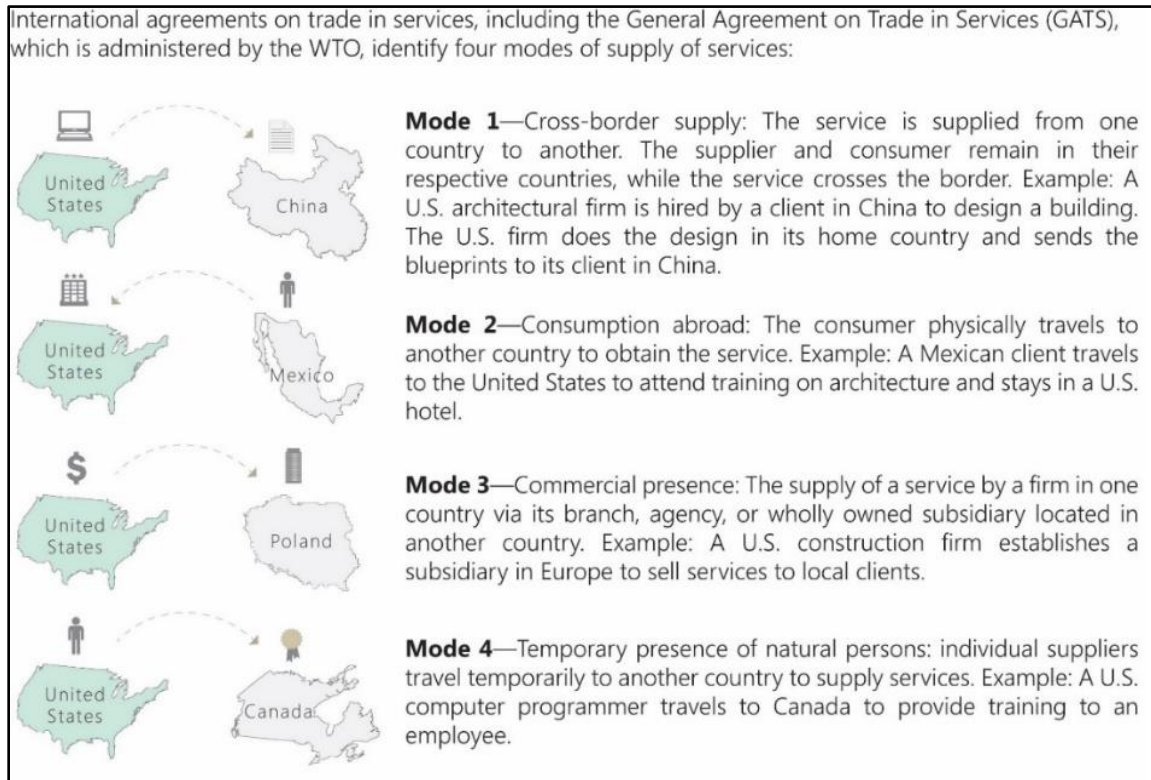 International agreements on trade in services, including the General Agreement on Trade in Services (GATS),
which is administered by the WTO, identify four modes of supply of services:
United
States
China
Mode 1—Cross-border supply: The service is supplied from one
country to another. The supplier and consumer remain in their
respective countries, while the service crosses the border. Example: A
U.S. architectural firm is hired by a client in China to design a building.
The U.S. firm does the design in its home country and sends the
blueprints to its client in China.
United
States
Mexico
Mode 2—Consumption abroad: The consumer physically travels to
another country to obtain the service. Example: A Mexican client travels
to the United States to attend training on architecture and stays in a U.S.
hotel.
$
United
States
Poland
Mode 3—Commercial presence: The supply of a service by a firm in one
country via its branch, agency, or wholly owned subsidiary located in
another country. Example: A U.S. construction firm establishes a
subsidiary in Europe to sell services to local clients.
United
States
Canada
Mode 4—Temporary presence of natural persons: individual suppliers
travel temporarily to another country to supply services. Example: A U.S.
computer programmer travels to Canada to provide training to an
employee.